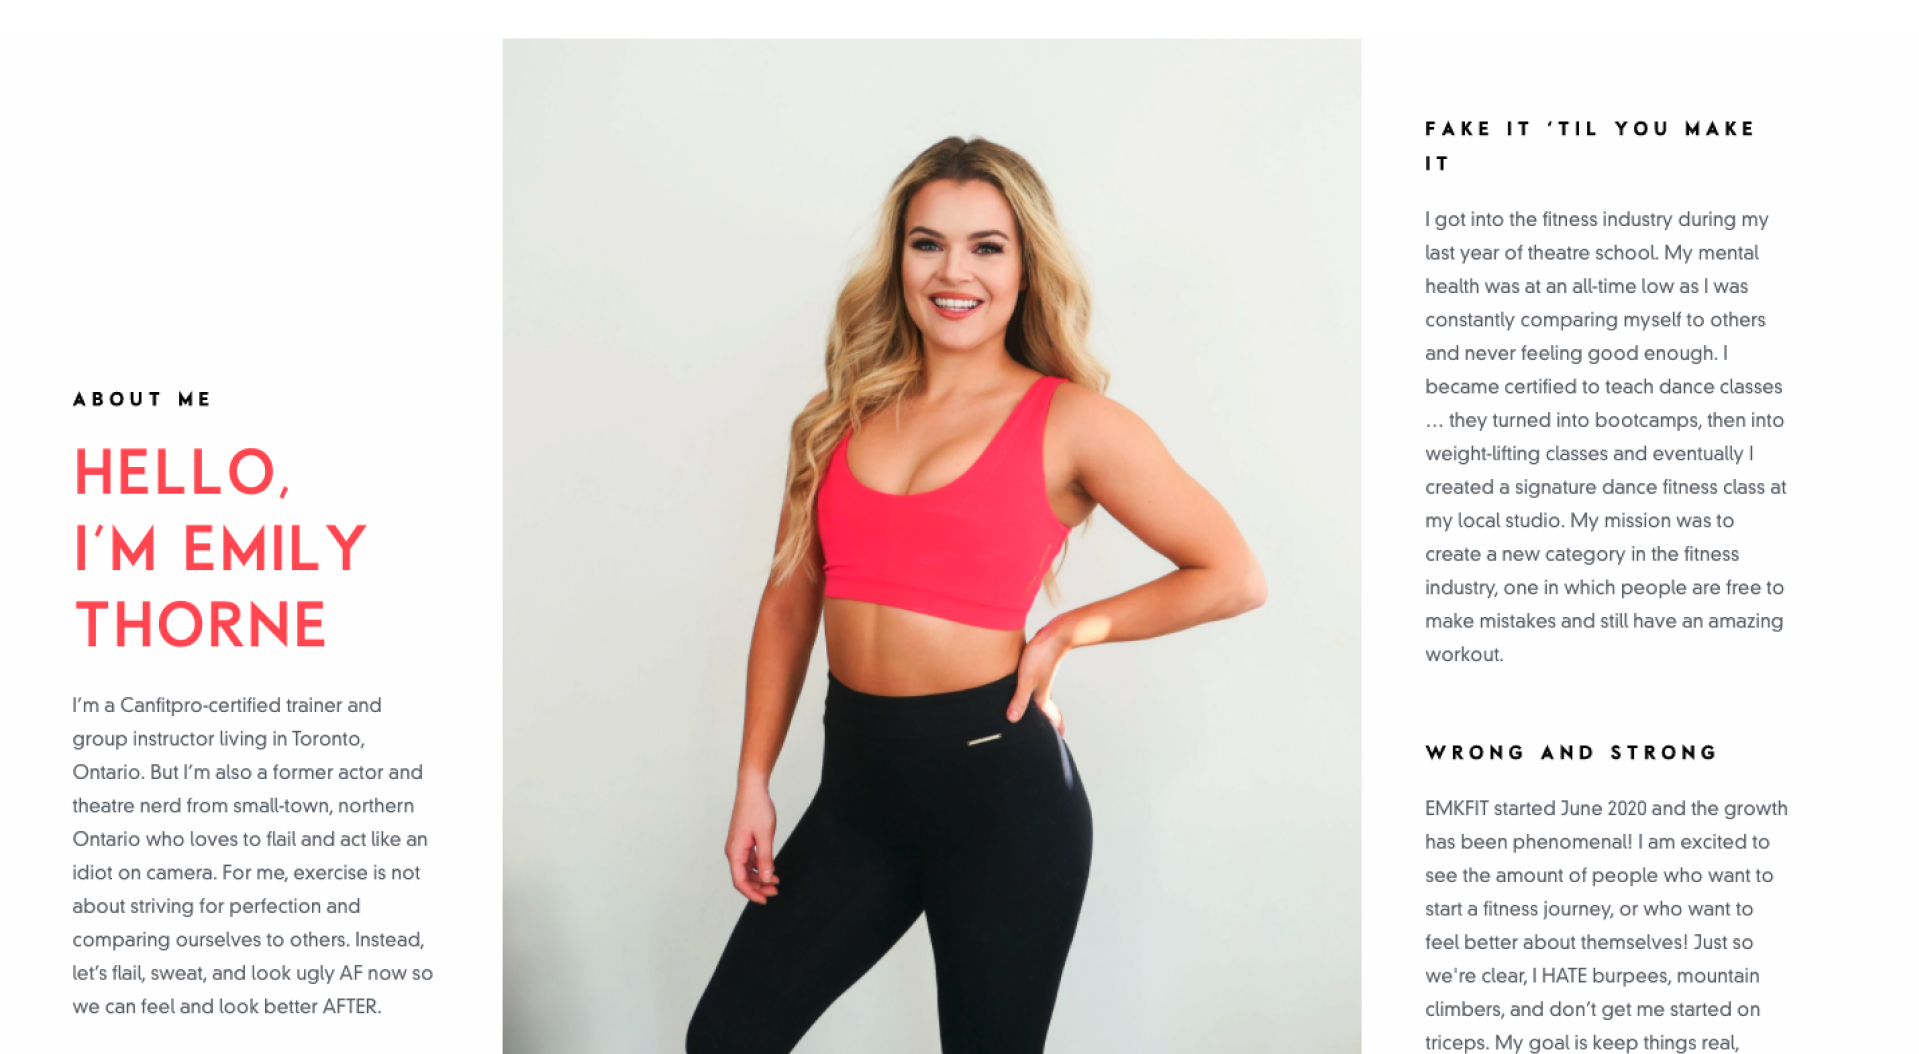 ABOUT ME
HELLO,
I'M EMILY
THORNE
I'm a Canfitpro-certified trainer and
group instructor living in Toronto,
Ontario. But I'm also a former actor and
theatre nerd from small-town, northern
Ontario who loves to flail and act like an
idiot on camera. For me, exercise is not
about striving for perfection and
comparing ourselves to others. Instead,
let's flail, sweat, and look ugly AF now so
we can feel and look better AFTER.
FAKE IT ‘TIL YOU MAKE
IT
I got into the fitness industry during my
last year of theatre school. My mental
health was at an all-time low as I was
constantly comparing myself to others
and never feeling good enough. I
became certified to teach dance classes
… they turned into bootcamps, then into
weight-lifting classes and eventually I
created a signature dance fitness class at
my local studio. My mission was to
create a new category in the fitness
industry, one in which people are free to
make mistakes and still have an amazing
workout.
WRONG AND STRONG
EMKFIT started June 2020 and the growth
has been phenomenal! I am excited to
see the amount of people who want to
start a fitness journey, or who want to
feel better about themselves! Just so
we're clear, I HATE burpees, mountain
climbers, and don't get me started on
triceps. My goal is keep things real,